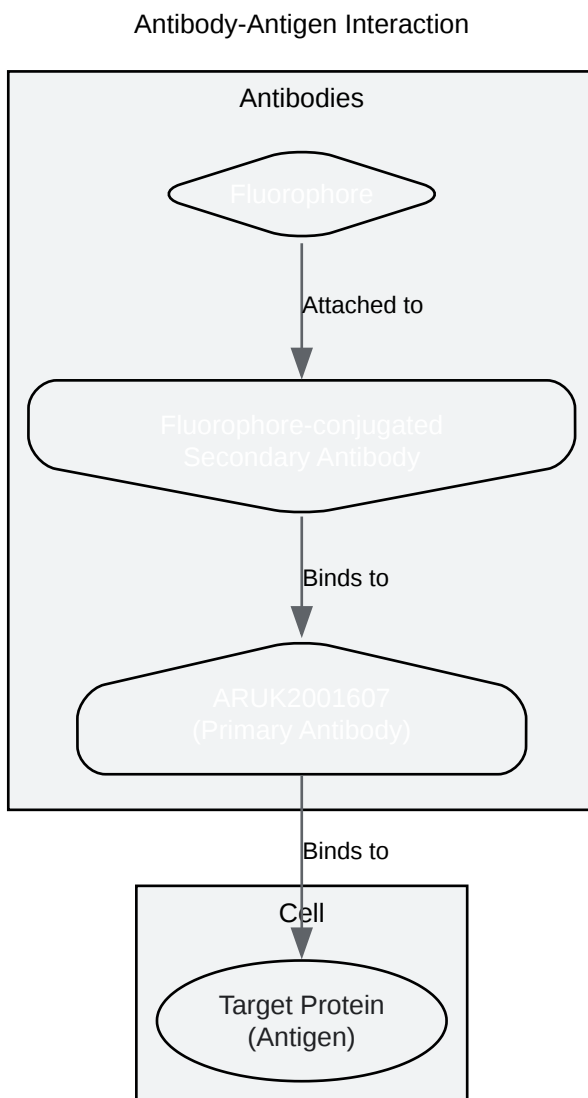 Antibody-Antigen Interaction
Antibodies
Fluorophore
Attached to
Fluorophore-conjugated
Secondary Antibody
Binds to
ARUK2001607
(Primary Antibody)
Binds to
Cell
Target Protein
(Antigen)